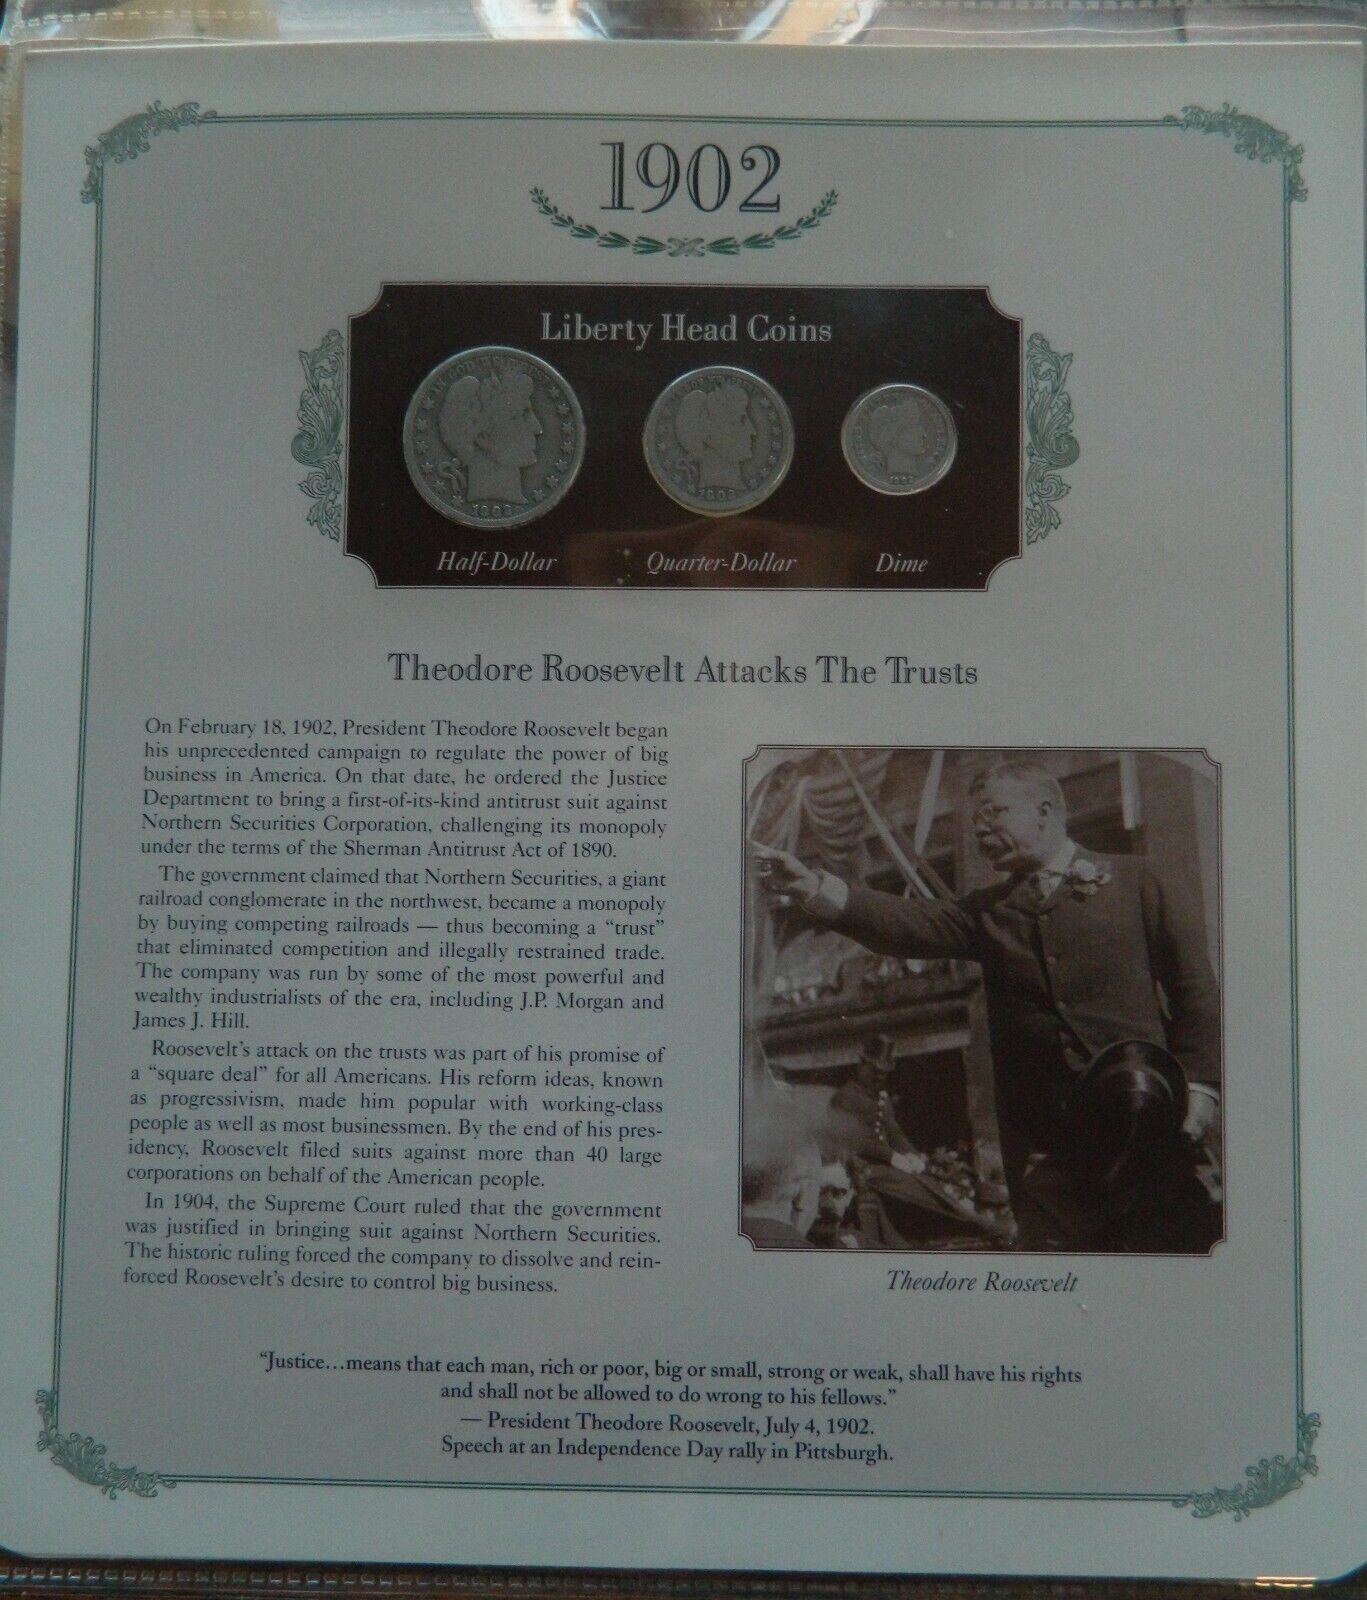 1902
Liberty Head Coins
IN GOD WE TRUST
1902
1902
1902
Half-Dollar
Quarter-Dollar
Dime
Theodore Roosevelt Attacks The Trusts
On February 18, 1902, President Theodore Roosevelt began
his unprecedented campaign to regulate the power of big
business in America. On that date, he ordered the Justice
Department to bring a first-of-its-kind antitrust suit against
Northern Securities Corporation, challenging its monopoly
under the terms of the Sherman Antitrust Act of 1890.
The government claimed that Northern Securities, a giant
railroad conglomerate in the northwest, became a monopoly
by buying competing railroads — thus becoming a “trust”
that eliminated competition and illegally restrained trade.
The company was run by some of the most powerful and
wealthy industrialists of the era, including J.P. Morgan and
James J. Hill.
Roosevelt’s attack on the trusts was part of his promise of
a “square deal” for all Americans. His reform ideas, known
as progressivism, made him popular with working-class
people as well as most businessmen. By the end of his pres-
idency, Roosevelt filed suits against more than 40 large
corporations on behalf of the American people.
In 1904, the Supreme Court ruled that the government
was justified in bringing suit against Northern Securities.
The historic ruling forced the company to dissolve and rein-
forced Roosevelt’s desire to control big business.
Theodore Roosevelt
“Justice…means that each man, rich or poor, big or small, strong or weak, shall have his rights
and shall not be allowed to do wrong to his fellows.”
— President Theodore Roosevelt, July 4, 1902.
Speech at an Independence Day rally in Pittsburgh.